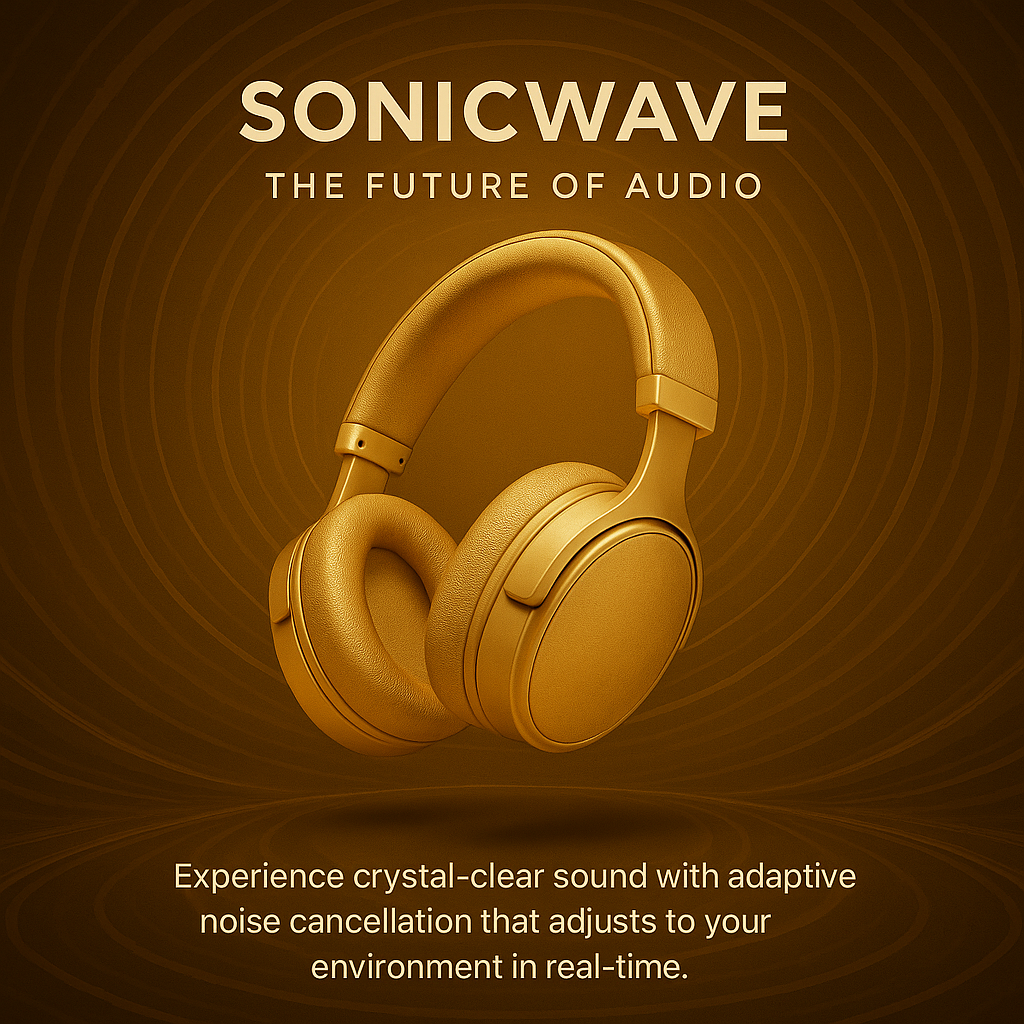 SONICWAVE
THE FUTURE OF AUDIO
Experience crystal-clear sound with adaptive
noise cancellation that adjusts to your
environment in real-time.